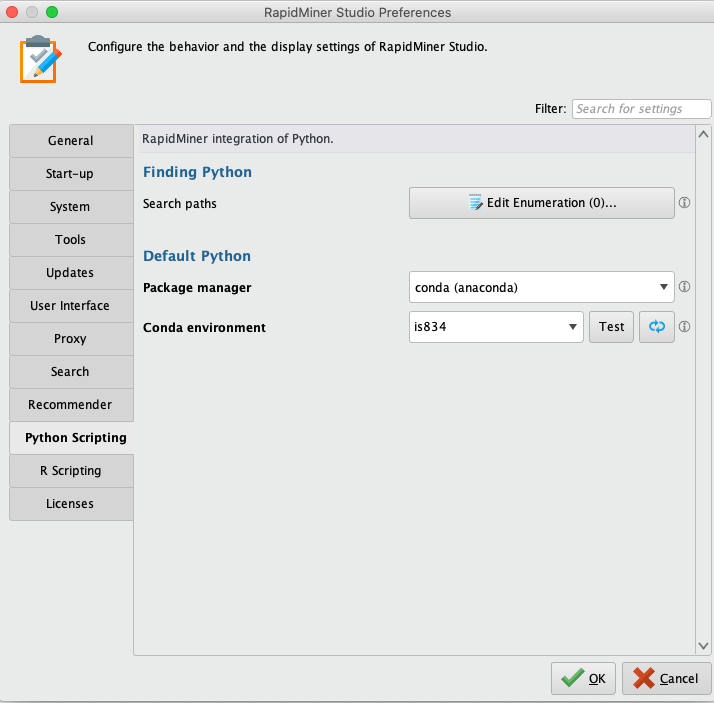 RapidMiner Studio Preferences
Configure the behavior and the display settings of RapidMiner Studio.
Filter: Search for settings
General
Start-up
System
Tools
Updates
User Interface
Proxy
Search
Recommender
Python Scripting
R Scripting
Licenses
RapidMiner integration of Python.
Finding Python
Search paths Edit Enumeration (0)...
Default Python
Package manager conda (anaconda)
Conda environment is834 Test
OK Cancel